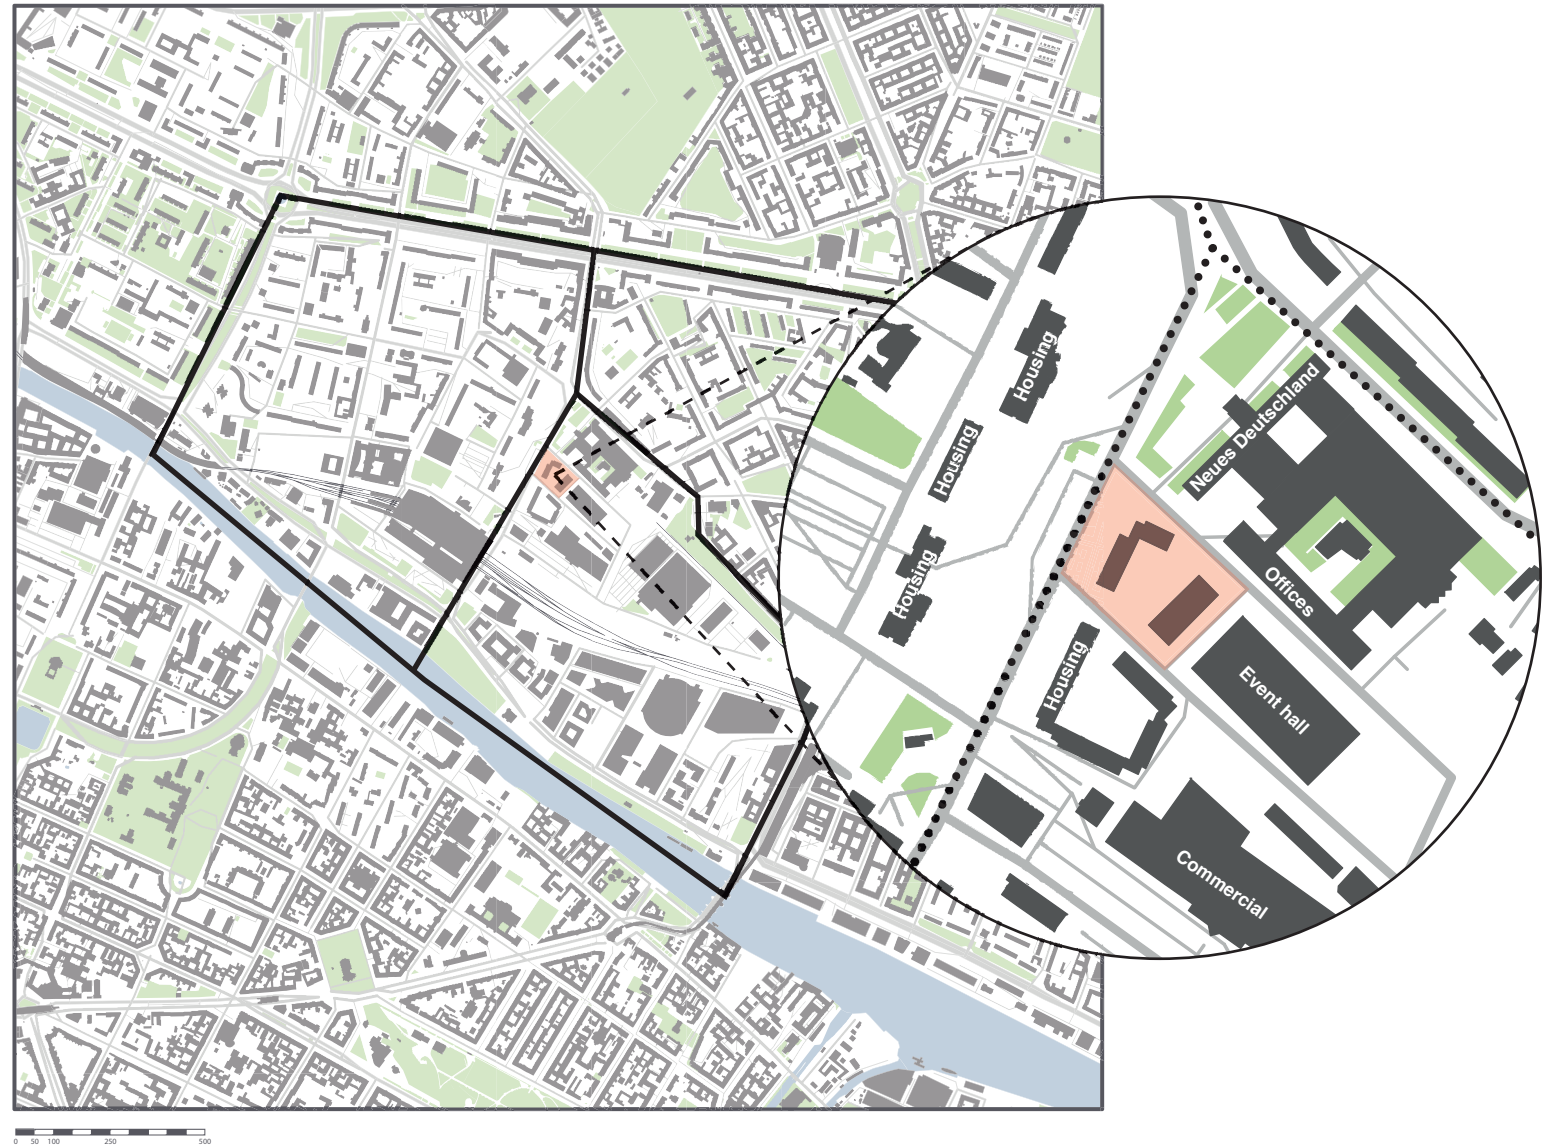 Housing
Neues Deutschland
Housing
Housing
Offices
Housing
Event hall
Commercial
0 50 100 250 500